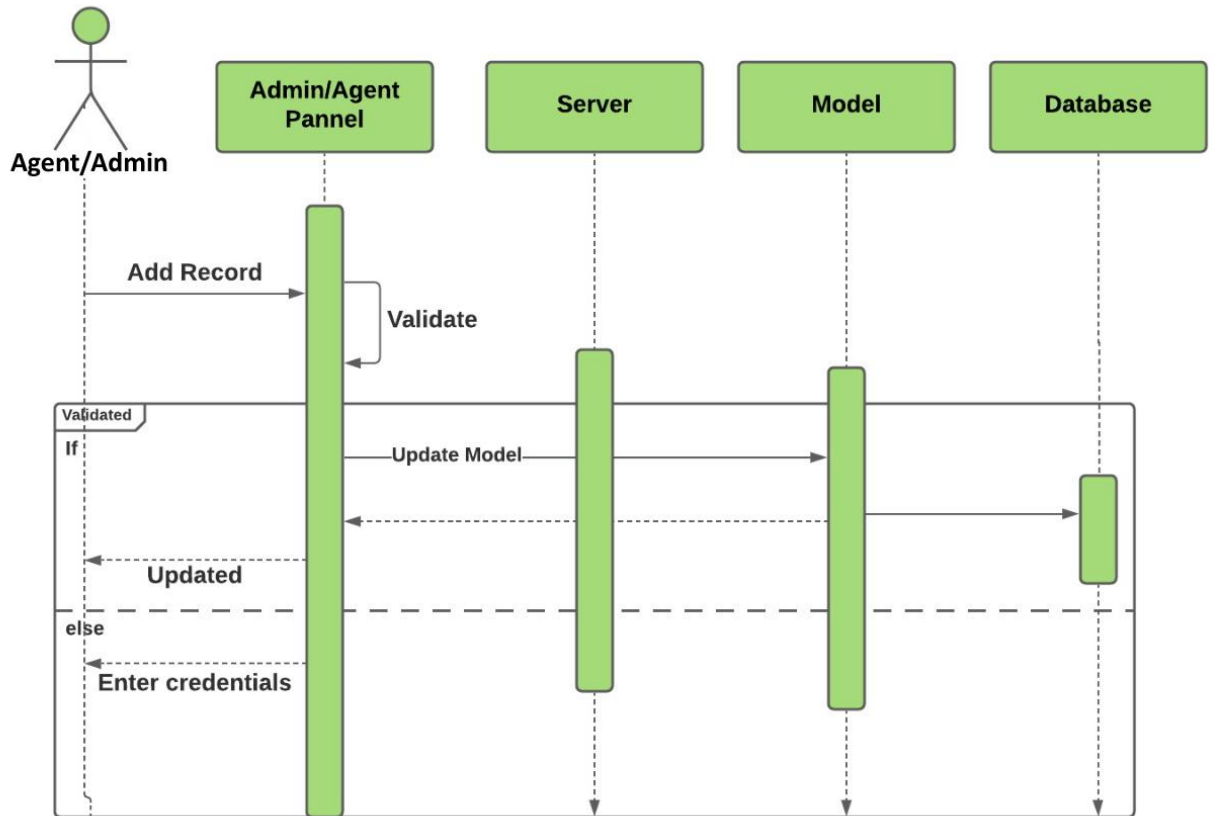 Agent/Admin
Admin/Agent
Pannel
Server
Model
Database
Add Record
Validate
Validated
If
Update Model
Updated
else
Enter credentials